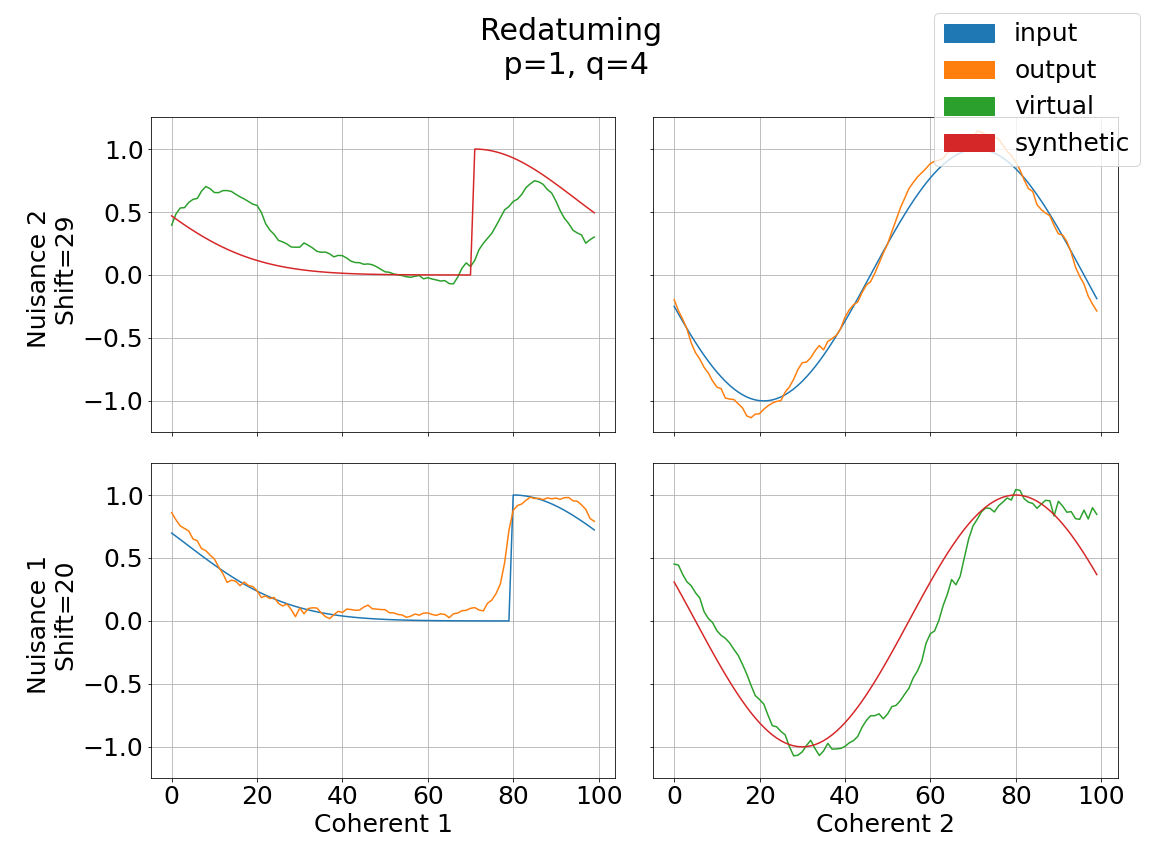 Redatuming
p=1, q=4
input
output
virtual
synthetic
Nuisance 2
Shift=29
1.0
0.5
0.0
−0.5
−1.0
Nuisance 1
Shift=20
1.0
0.5
0.0
−0.5
−1.0
0 20 40 60 80 100
Coherent 1
0 20 40 60 80 100
Coherent 2